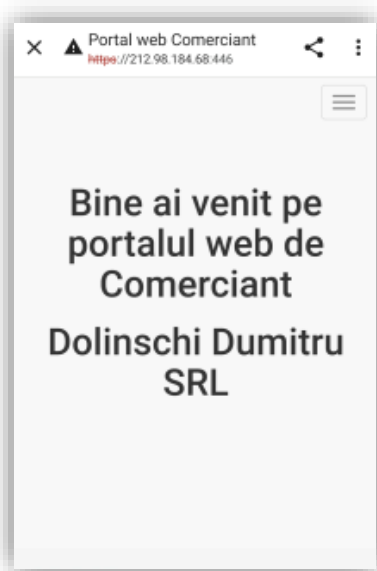 Portal web Comerciant
https://212.98.184.68:446
Bine ai venit pe
portalul web de
Comerciant
Dolinschi Dumitru
SRL